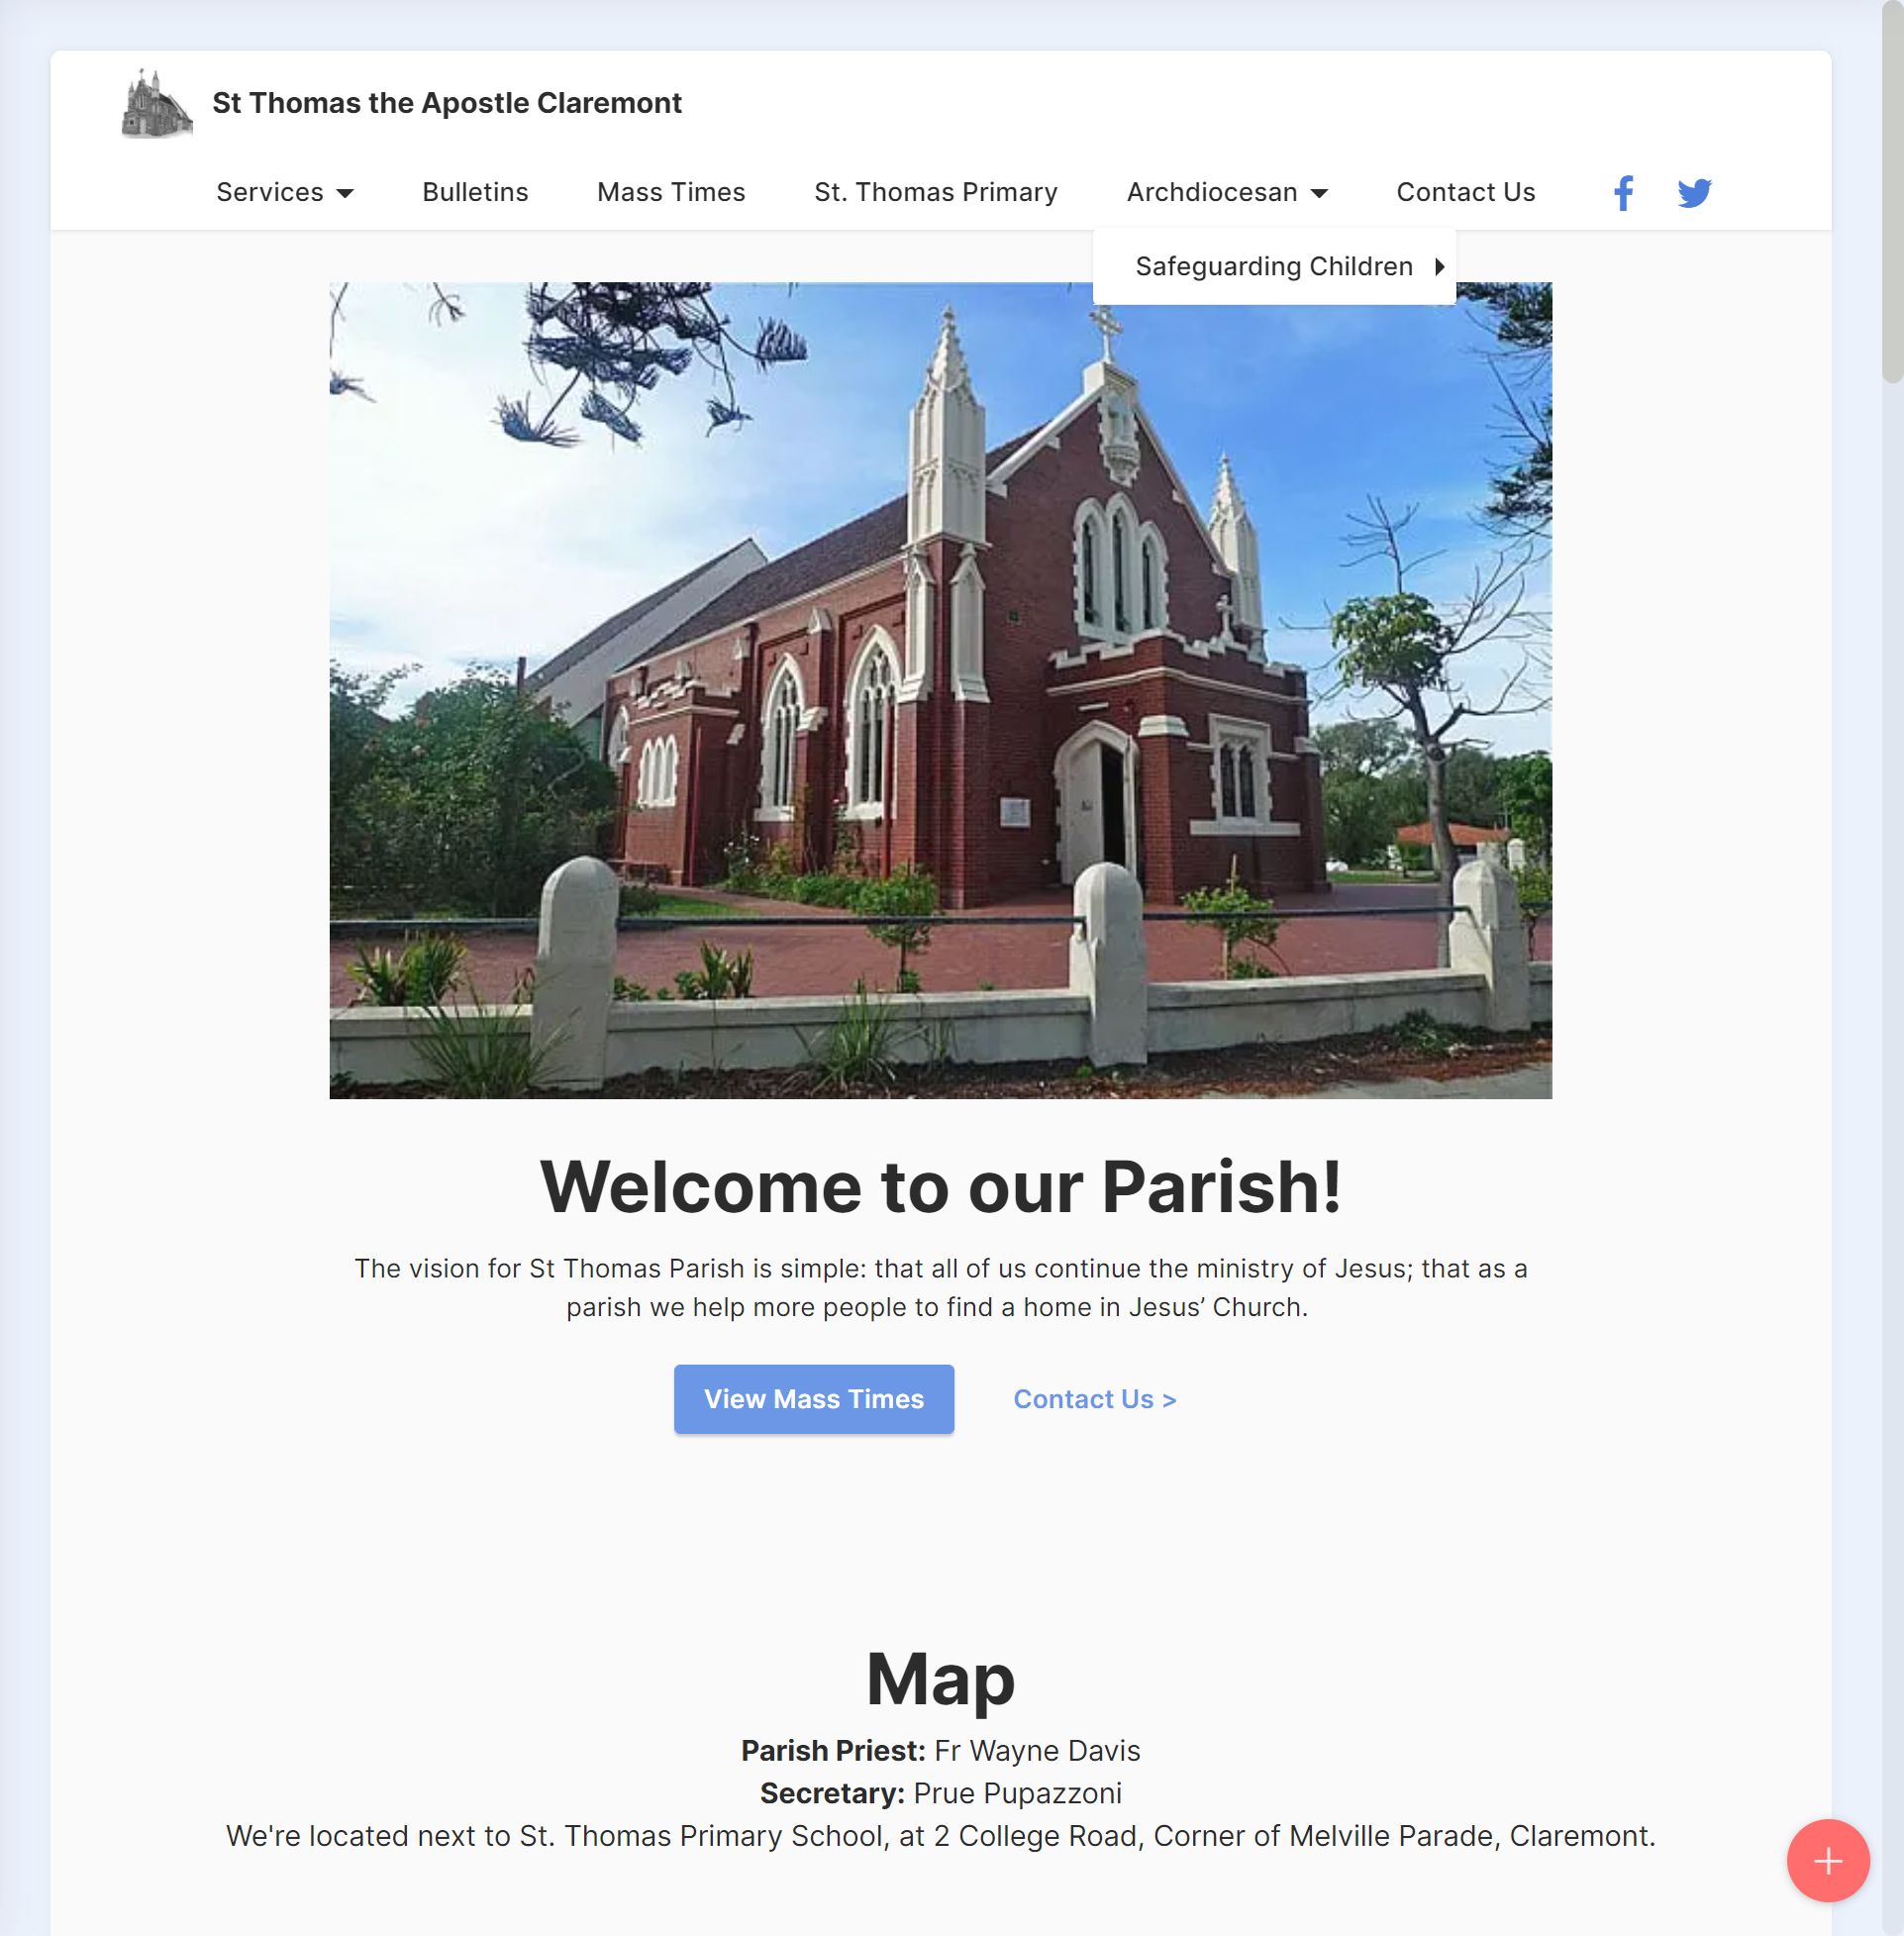 St Thomas the Apostle Claremont
Services
Bulletins
Mass Times
St. Thomas Primary
Archdiocesan
Contact Us
Safeguarding Children
Welcome to our Parish!
The vision for St Thomas Parish is simple: that all of us continue the ministry of Jesus; that as a
parish we help more people to find a home in Jesus’ Church.
View Mass Times
Contact Us >
Map
Parish Priest: Fr Wayne Davis
Secretary: Prue Pupazzoni
We're located next to St. Thomas Primary School, at 2 College Road, Corner of Melville Parade, Claremont.